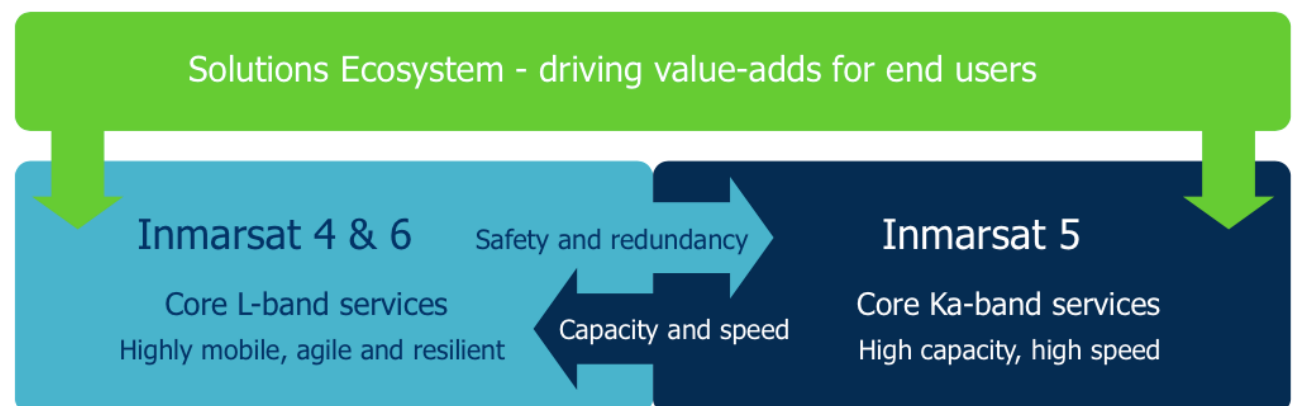 Solutions Ecosystem - driving value-adds for end users
Inmarsat 4 & 6
Core L-band services
Highly mobile, agile and resilient
Safety and redundancy
Capacity and speed
Inmarsat 5
Core Ka-band services
High capacity, high speed